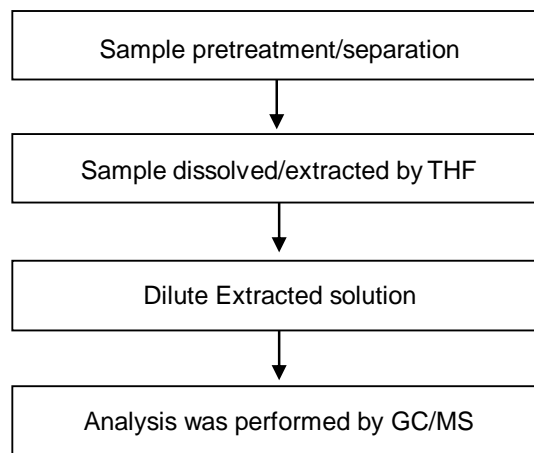 Sample pretreatment/separation
Sample dissolved/extracted by THF
Dilute Extracted solution
Analysis was performed by GC/MS